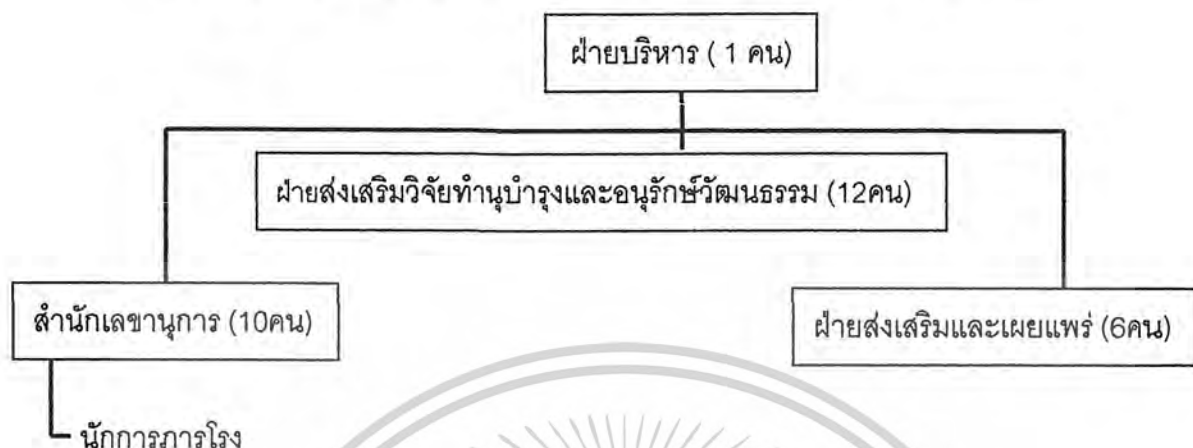 ฝ่ายบริหาร ( 1 คน)
ฝ่ายส่งเสริมวิจัยทำนุบำรุงและอนุรักษ์วัฒนธรรม (12คน)
สำนักเลขานุการ (10คน)
ฝ่ายส่งเสริมและเผยแพร่ (6คน)
นักการภารโรง